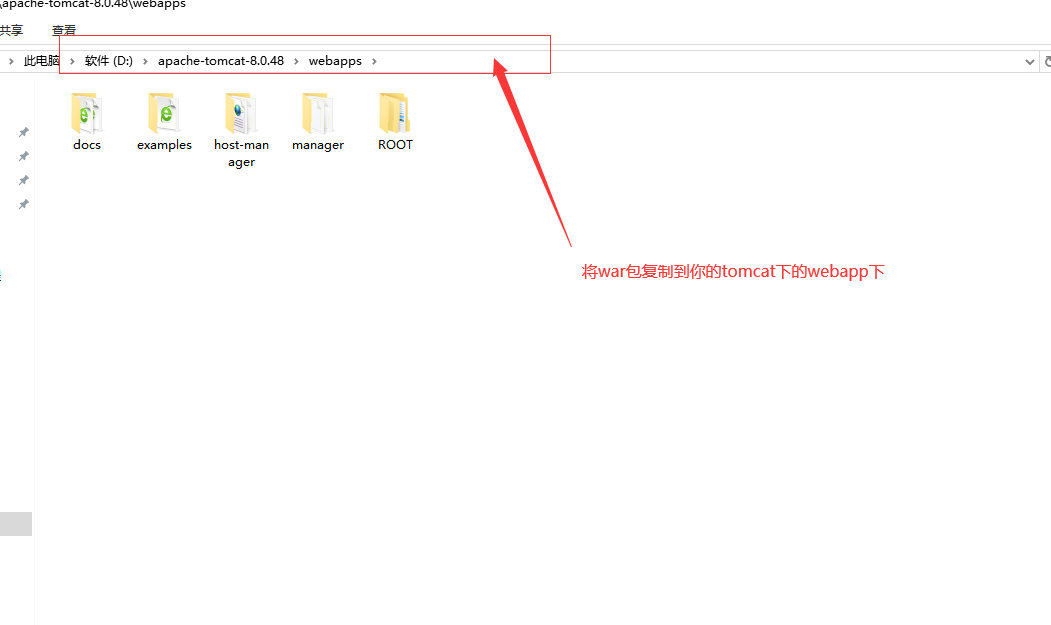 \apache-tomcat-8.0.48\webapps
共享 查看
此电脑 软件 (D:) apache-tomcat-8.0.48 webapps
docs examples host-man manager ROOT
ager
将war包复制到你的tomcat下的webapp下